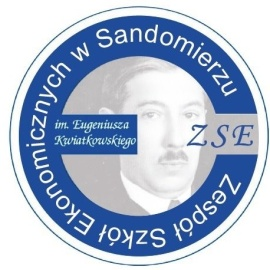 Zespół Szkół Ekonomicznych w Sandomierzu
im. Eugeniusza
Kwiatkowskiego
ZSE